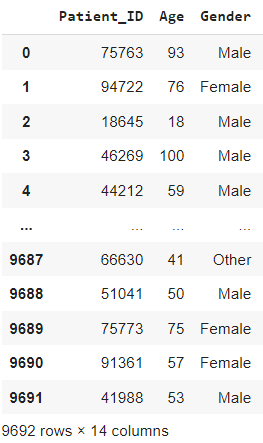 Patient_ID Age Gender
0 75763 93 Male
1 94722 76 Female
2 18645 18 Male
3 46269 100 Male
4 44212 59 Male
... ... ... ...
9687 66630 41 Other
9688 51041 50 Male
9689 75773 75 Female
9690 91361 57 Female
9691 41988 53 Male
9692 rows × 14 columns